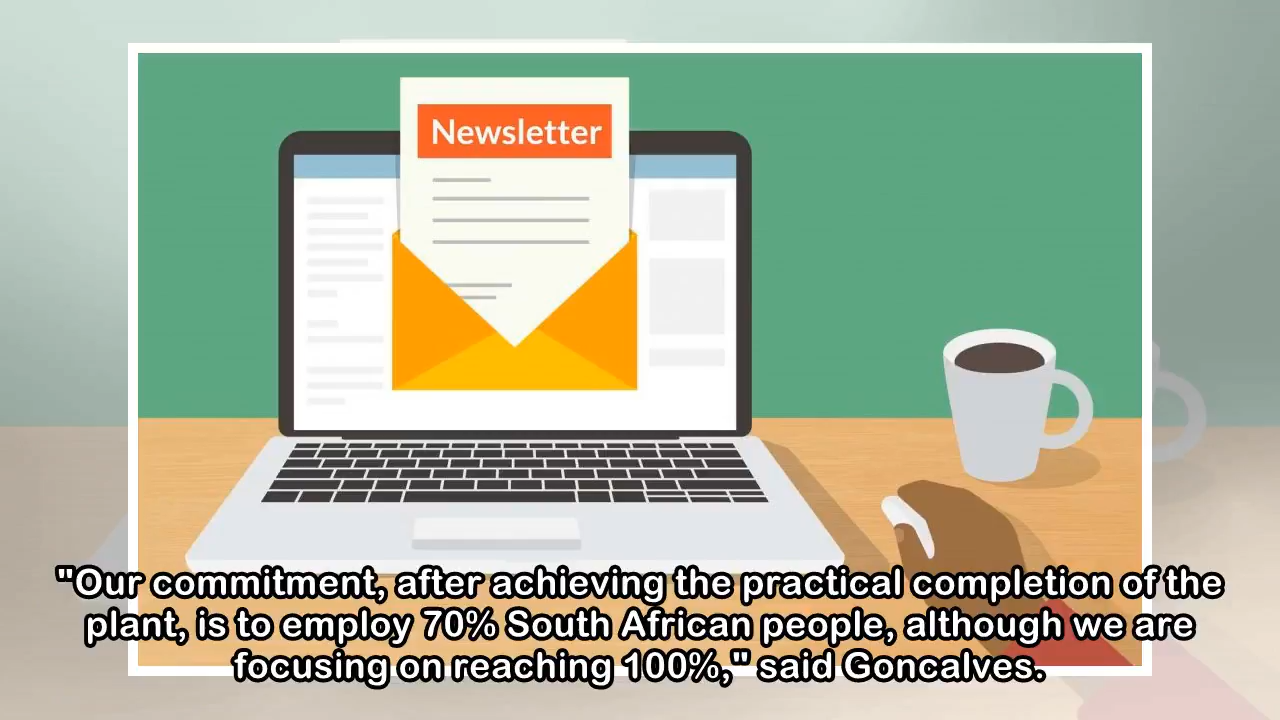 Newsletter
"Our commitment, after achieving the practical completion of the
plant, is to employ 70% South African people, although we are
focusing on reaching 100%," said Goncalves.